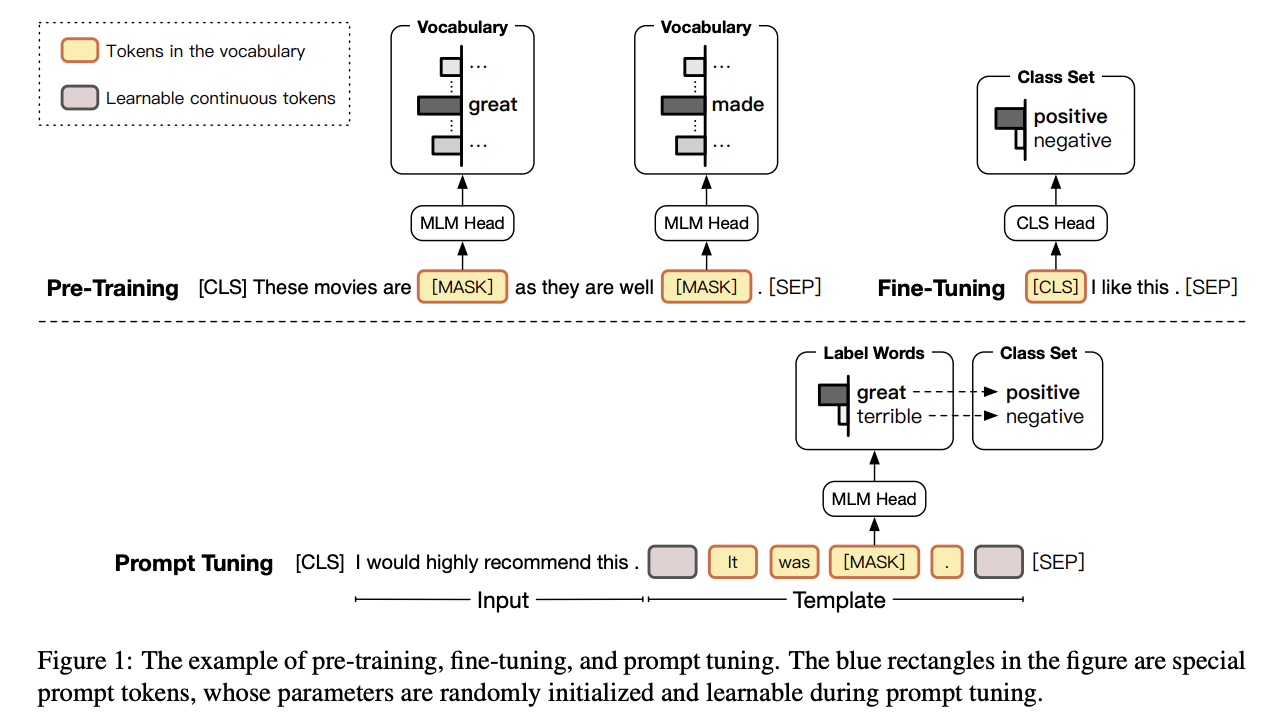 Tokens in the vocabulary
Learnable continuous tokens
Vocabulary
...
great
...
MLM Head
Vocabulary
...
made
...
MLM Head
Class Set
positive
negative
CLS Head
Pre-Training [CLS] These movies are [MASK] as they are well [MASK] . [SEP]
Fine-Tuning [CLS] I like this . [SEP]
Label Words
great
terrible
Class Set
positive
negative
MLM Head
Prompt Tuning [CLS] I would highly recommend this . It was [MASK] . [SEP]
Input Template
Figure 1: The example of pre-training, fine-tuning, and prompt tuning. The blue rectangles in the figure are special
prompt tokens, whose parameters are randomly initialized and learnable during prompt tuning.